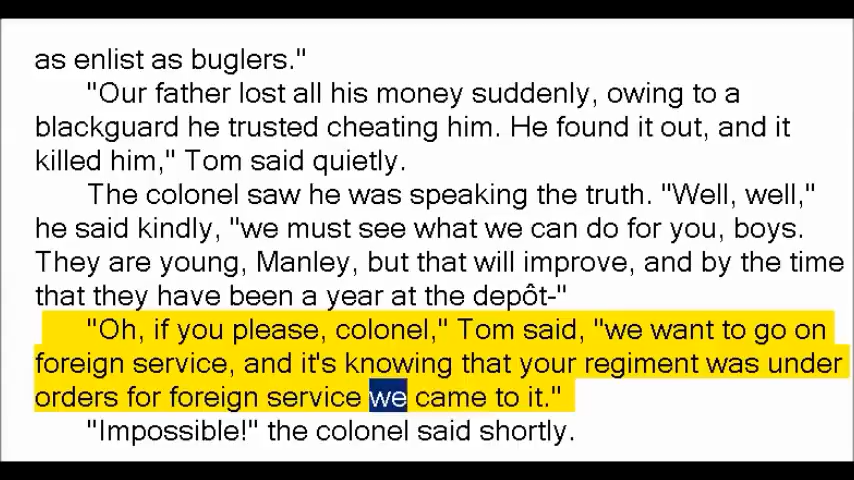 as enlist as buglers."
"Our father lost all his money suddenly, owing to a
blackguard he trusted cheating him. He found it out, and it
killed him," Tom said quietly.
The colonel saw he was speaking the truth. "Well, well,"
he said kindly, "we must see what we can do for you, boys.
They are young, Manley, but that will improve, and by the time
that they have been a year at the depôt-"
"Oh, if you please, colonel," Tom said, "we want to go on
foreign service, and it's knowing that your regiment was under
orders for foreign service we came to it."
"Impossible!" the colonel said shortly.